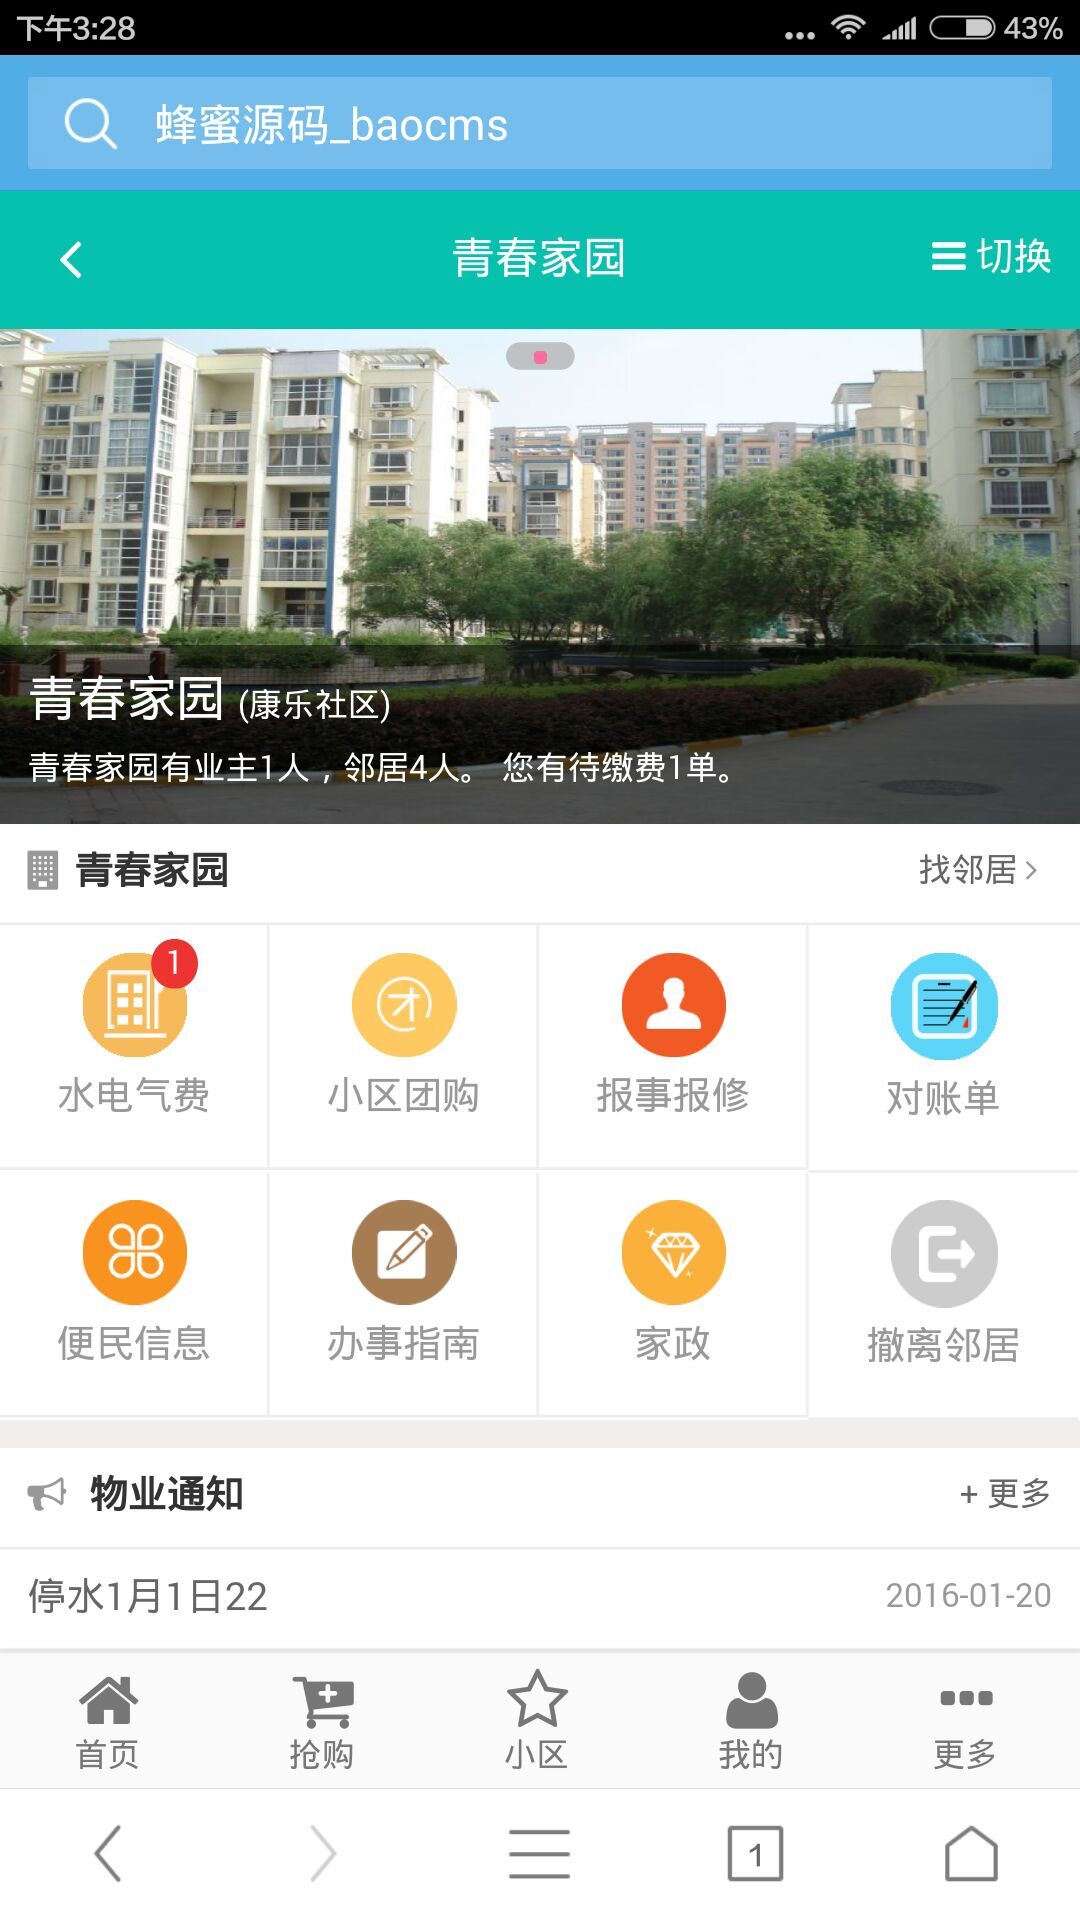 下午3:28
43%
蜂蜜源码_baocms
青春家园
切换
青春家园 (康乐社区)
青春家园有业主1人，邻居4人。 您有待缴费1单。
青春家园
找邻居
1
团
水电气费
小区团购
报事报修
对账单
便民信息
办事指南
家政
撤离邻居
物业通知
+ 更多
停水1月1日22
2016-01-20
首页
抢购
小区
我的
更多
1